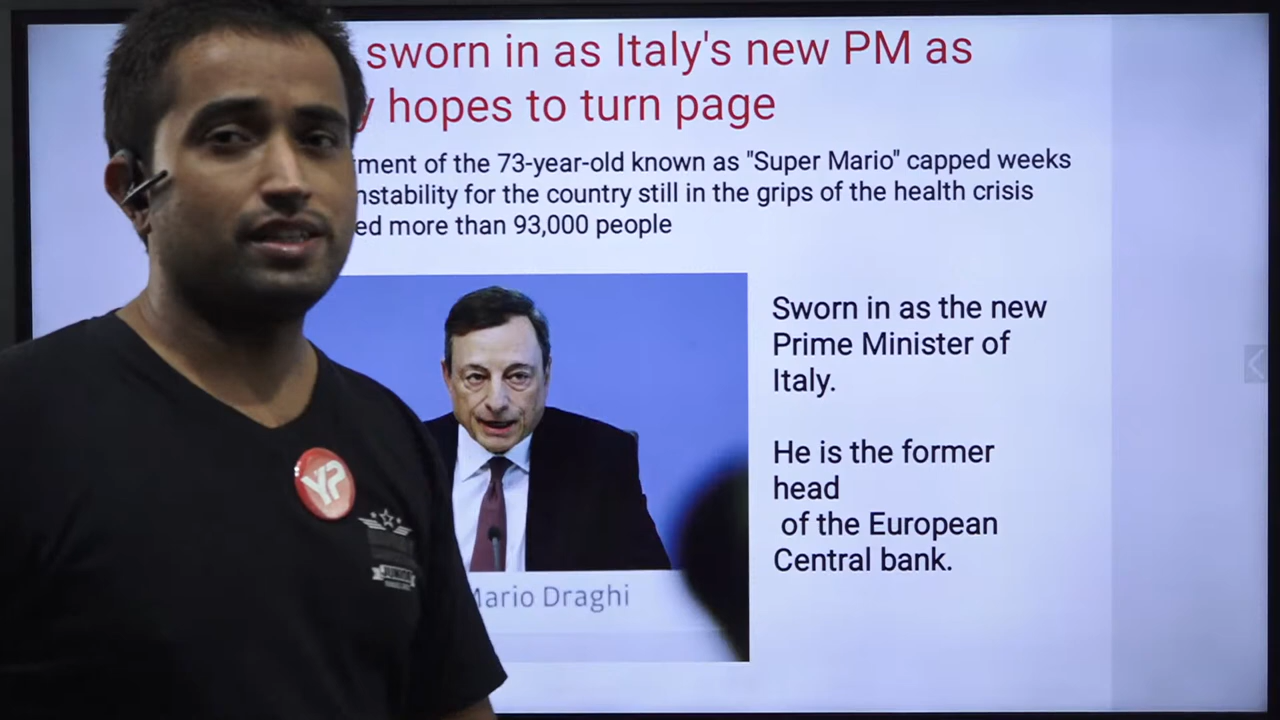 sworn in as Italy's new PM as
hopes to turn page
of the 73-year-old known as "Super Mario" capped weeks
for the country still in the grips of the health crisis
more than 93,000 people
Sworn in as the new
Prime Minister of
Italy.
He is the former
head
of the European
Central bank.
Mario Draghi
YP
JUNIOR